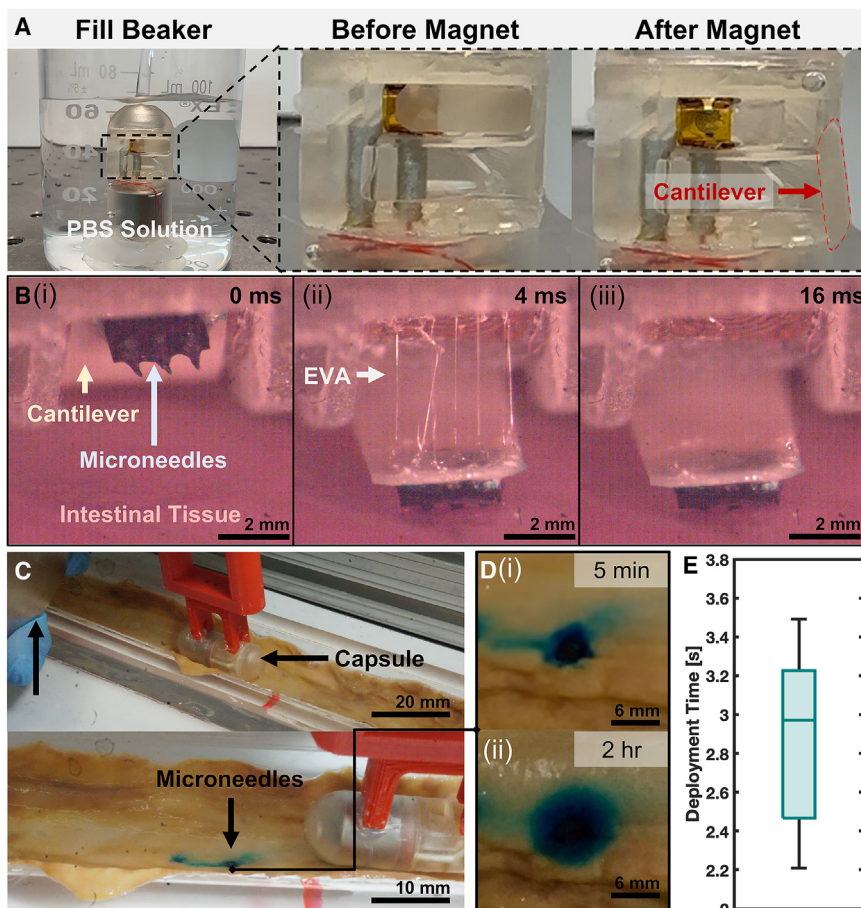 A Fill Beaker Before Magnet After Magnet
80 mL
100 mL
60
40
20
PBS Solution
Cantilever
B (i) 0 ms (ii) 4 ms (iii) 16 ms
EVA
Cantilever
Microneedles
Intestinal Tissue
2 mm 2 mm 2 mm
C
Capsule
20 mm
Microneedles
10 mm
D (i) 5 min
6 mm
(ii) 2 hr
6 mm
E
Deployment Time [s]
3.8
3.6
3.4
3.2
3
2.8
2.6
2.4
2.2